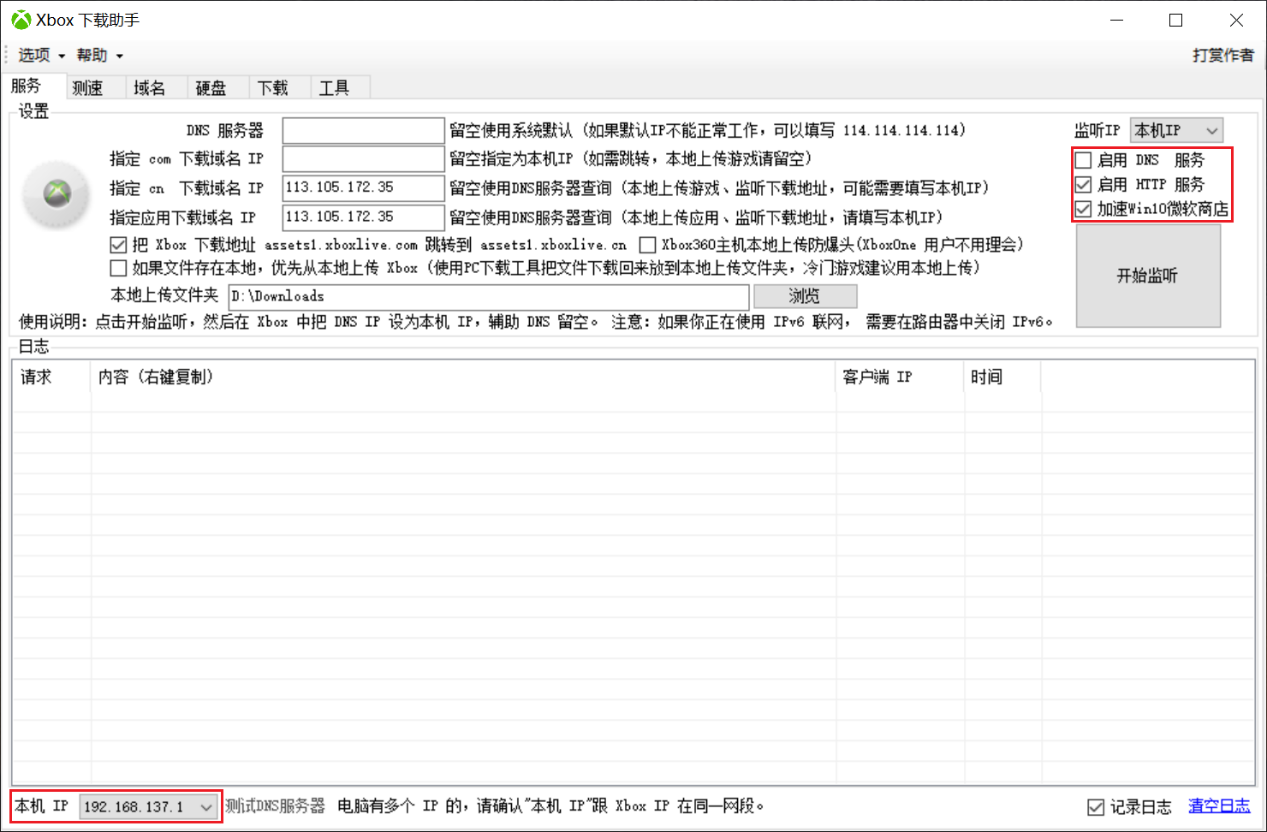 Xbox 下载助手
选项 帮助 打赏作者
服务 测速 域名 硬盘 下载 工具
设置
DNS 服务器 留空使用系统默认 (如果默认IP不能正常工作，可以填写 114.114.114.114) 监听IP 本机IP
指定 com 下载域名 IP 留空指定为本机IP (如需跳转，本地上传游戏请留空) 启用 DNS 服务
指定 cn 下载域名 IP 113.105.172.35 留空使用DNS服务器查询 (本地上传游戏、监听下载地址，可能需要填写本机IP) 启用 HTTP 服务
指定应用下载域名 IP 113.105.172.35 留空使用DNS服务器查询 (本地上传应用、监听下载地址，请填写本机IP) 加速Win10微软商店
把 Xbox 下载地址 assets1.xboxlive.com 跳转到 assets1.xboxlive.cn Xbox360主机本地上传防爆头(XboxOne 用户不用理会)
如果文件存在本地，优先从本地上传 Xbox (使用PC下载工具把文件下载回来放到本地上传文件夹，冷门游戏建议用本地上传) 开始监听
本地上传文件夹 D:\Downloads 浏览
使用说明：点击开始监听，然后在 Xbox 中把 DNS IP 设为本机 IP，辅助 DNS 留空。 注意：如果你正在使用 IPv6 联网， 需要在路由器中关闭 IPv6。
日志
请求 内容 (右键复制) 客户端 IP 时间
本机 IP 192.168.137.1 测试DNS服务器 电脑有多个 IP 的，请确认"本机 IP"跟 Xbox IP 在同一网段。 记录日志 清空日志